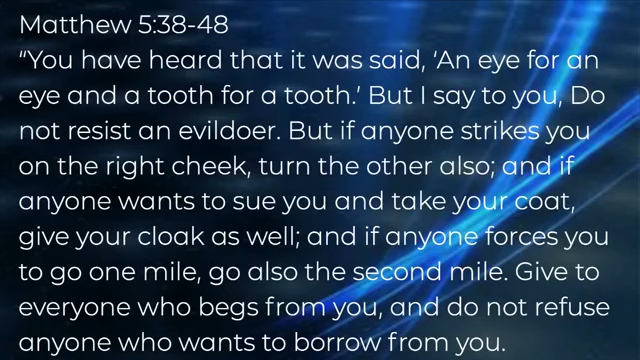 Matthew 5:38-48
“You have heard that it was said, ‘An eye for an
eye and a tooth for a tooth.’ But I say to you, Do
not resist an evildoer. But if anyone strikes you
on the right cheek, turn the other also; and if
anyone wants to sue you and take your coat,
give your cloak as well; and if anyone forces you
to go one mile, go also the second mile. Give to
everyone who begs from you, and do not refuse
anyone who wants to borrow from you.